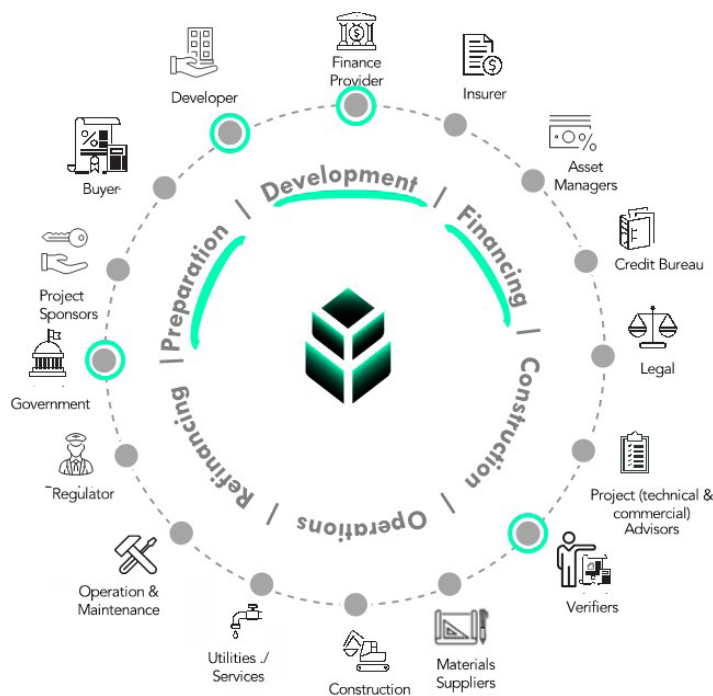 Finance
Provider
Insurer
Asset
Managers
Credit Bureau
Legal
Project (technical &
commercial)
Advisors
Verifiers
Materials
Suppliers
Construction
Utilities ./
Services
Operation &
Maintenance
Regulator
Government
Project
Sponsors
Buyer
Developer
Preparation
Development
Financing
Construction
Operations
Refinancing